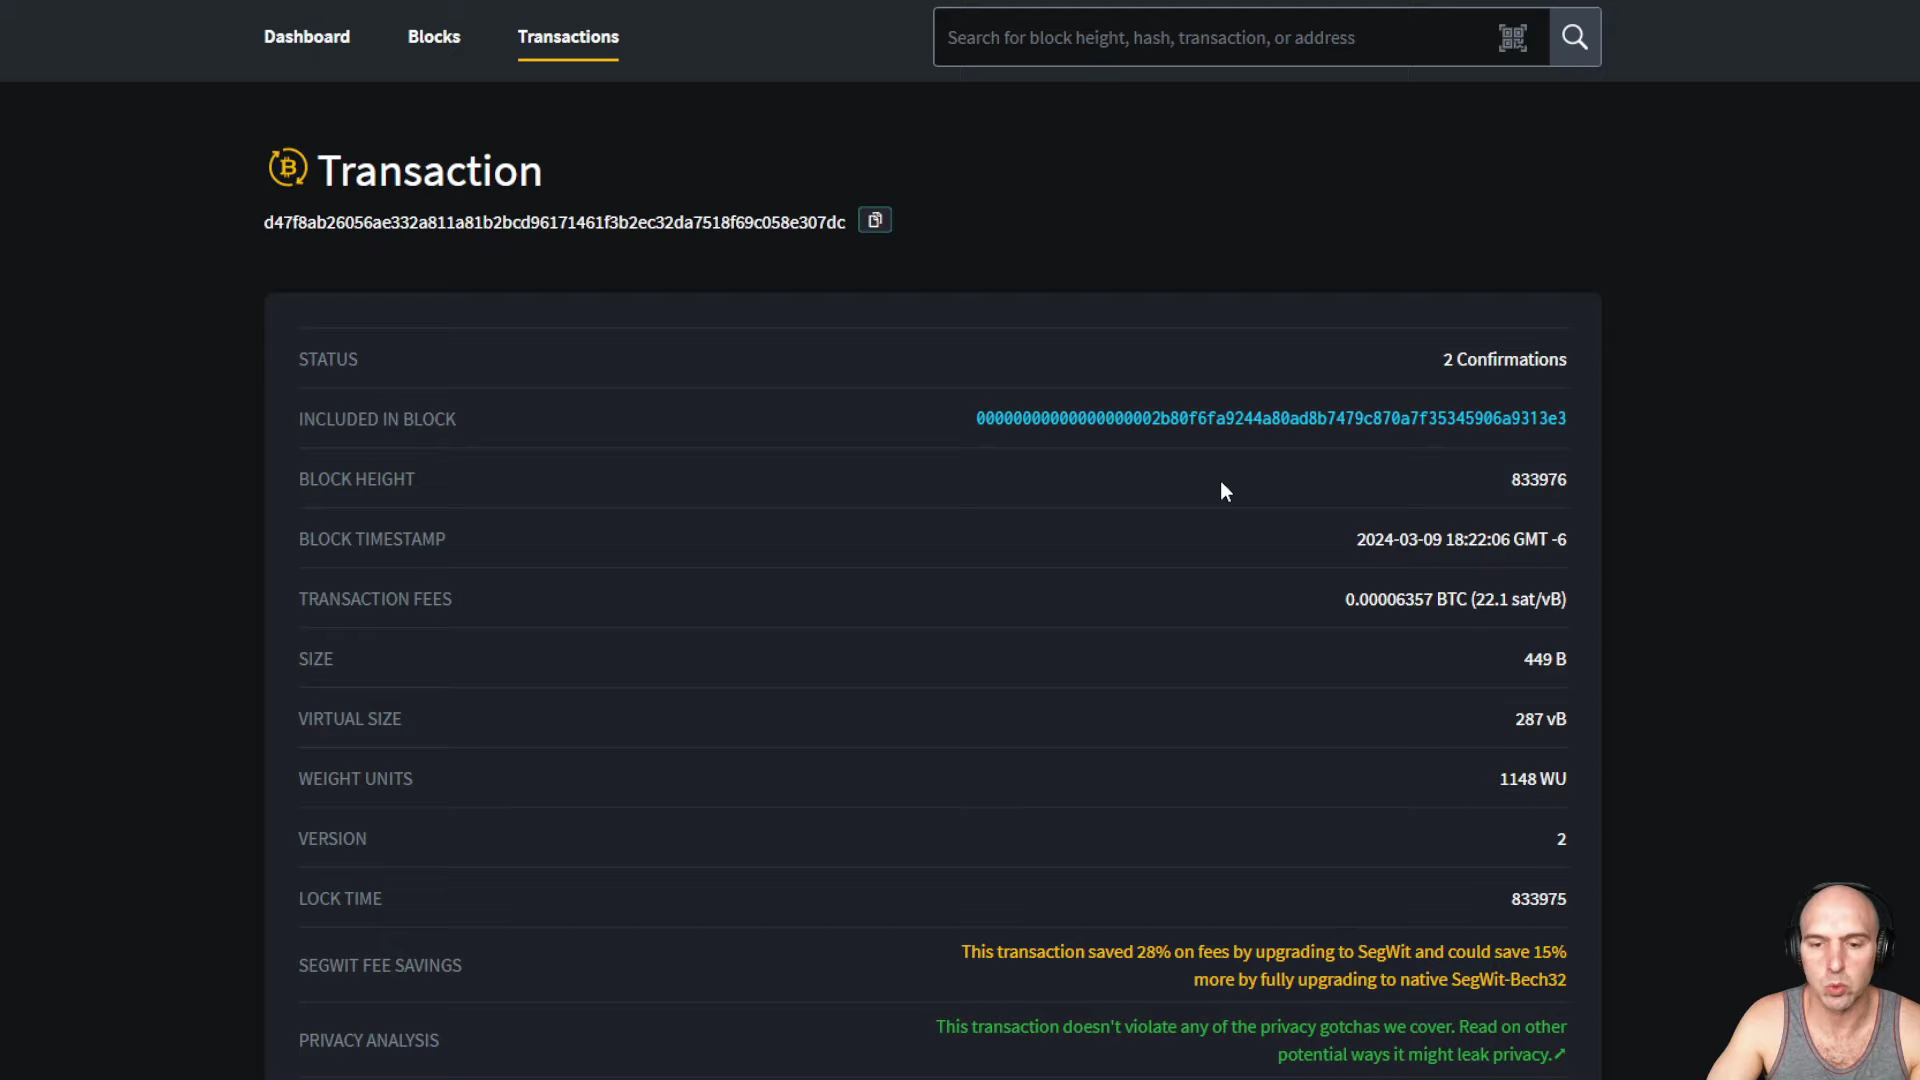 Dashboard
Blocks
Transactions
Search for block height, hash, transaction, or address
Transaction
d47f8ab26056ae332a811a81b2bcd96171461f3b2ec32da7518f69c058e307dc
STATUS
2 Confirmations
INCLUDED IN BLOCK
00000000000000000002b80f6fa9244a80ad8b7479c870a7f35345906a9313e3
BLOCK HEIGHT
833976
BLOCK TIMESTAMP
2024-03-09 18:22:06 GMT -6
TRANSACTION FEES
0.00006357 BTC (22.1 sat/vB)
SIZE
449 B
VIRTUAL SIZE
287 vB
WEIGHT UNITS
1148 WU
VERSION
2
LOCK TIME
833975
SEGWIT FEE SAVINGS
This transaction saved 28% on fees by upgrading to SegWit and could save 15%
more by fully upgrading to native SegWit-Bech32
PRIVACY ANALYSIS
This transaction doesn't violate any of the privacy gotchas we cover. Read on other
potential ways it might leak privacy.